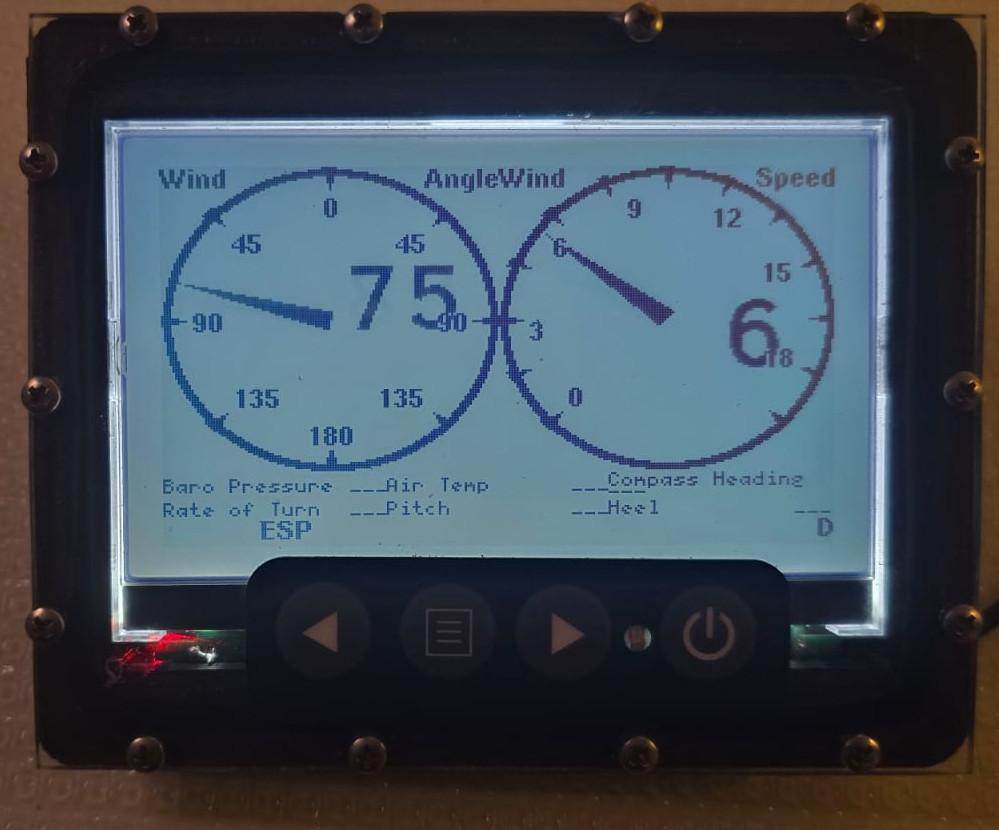 Wind AngleWind Speed
0 9 12
45 45 6
75 15
90 90 3 6
18
135 135 0
180
Baro Pressure ___Air Temp ___Compass Heading ___
Rate of Turn ___Pitch ___Heel ___
ESP D